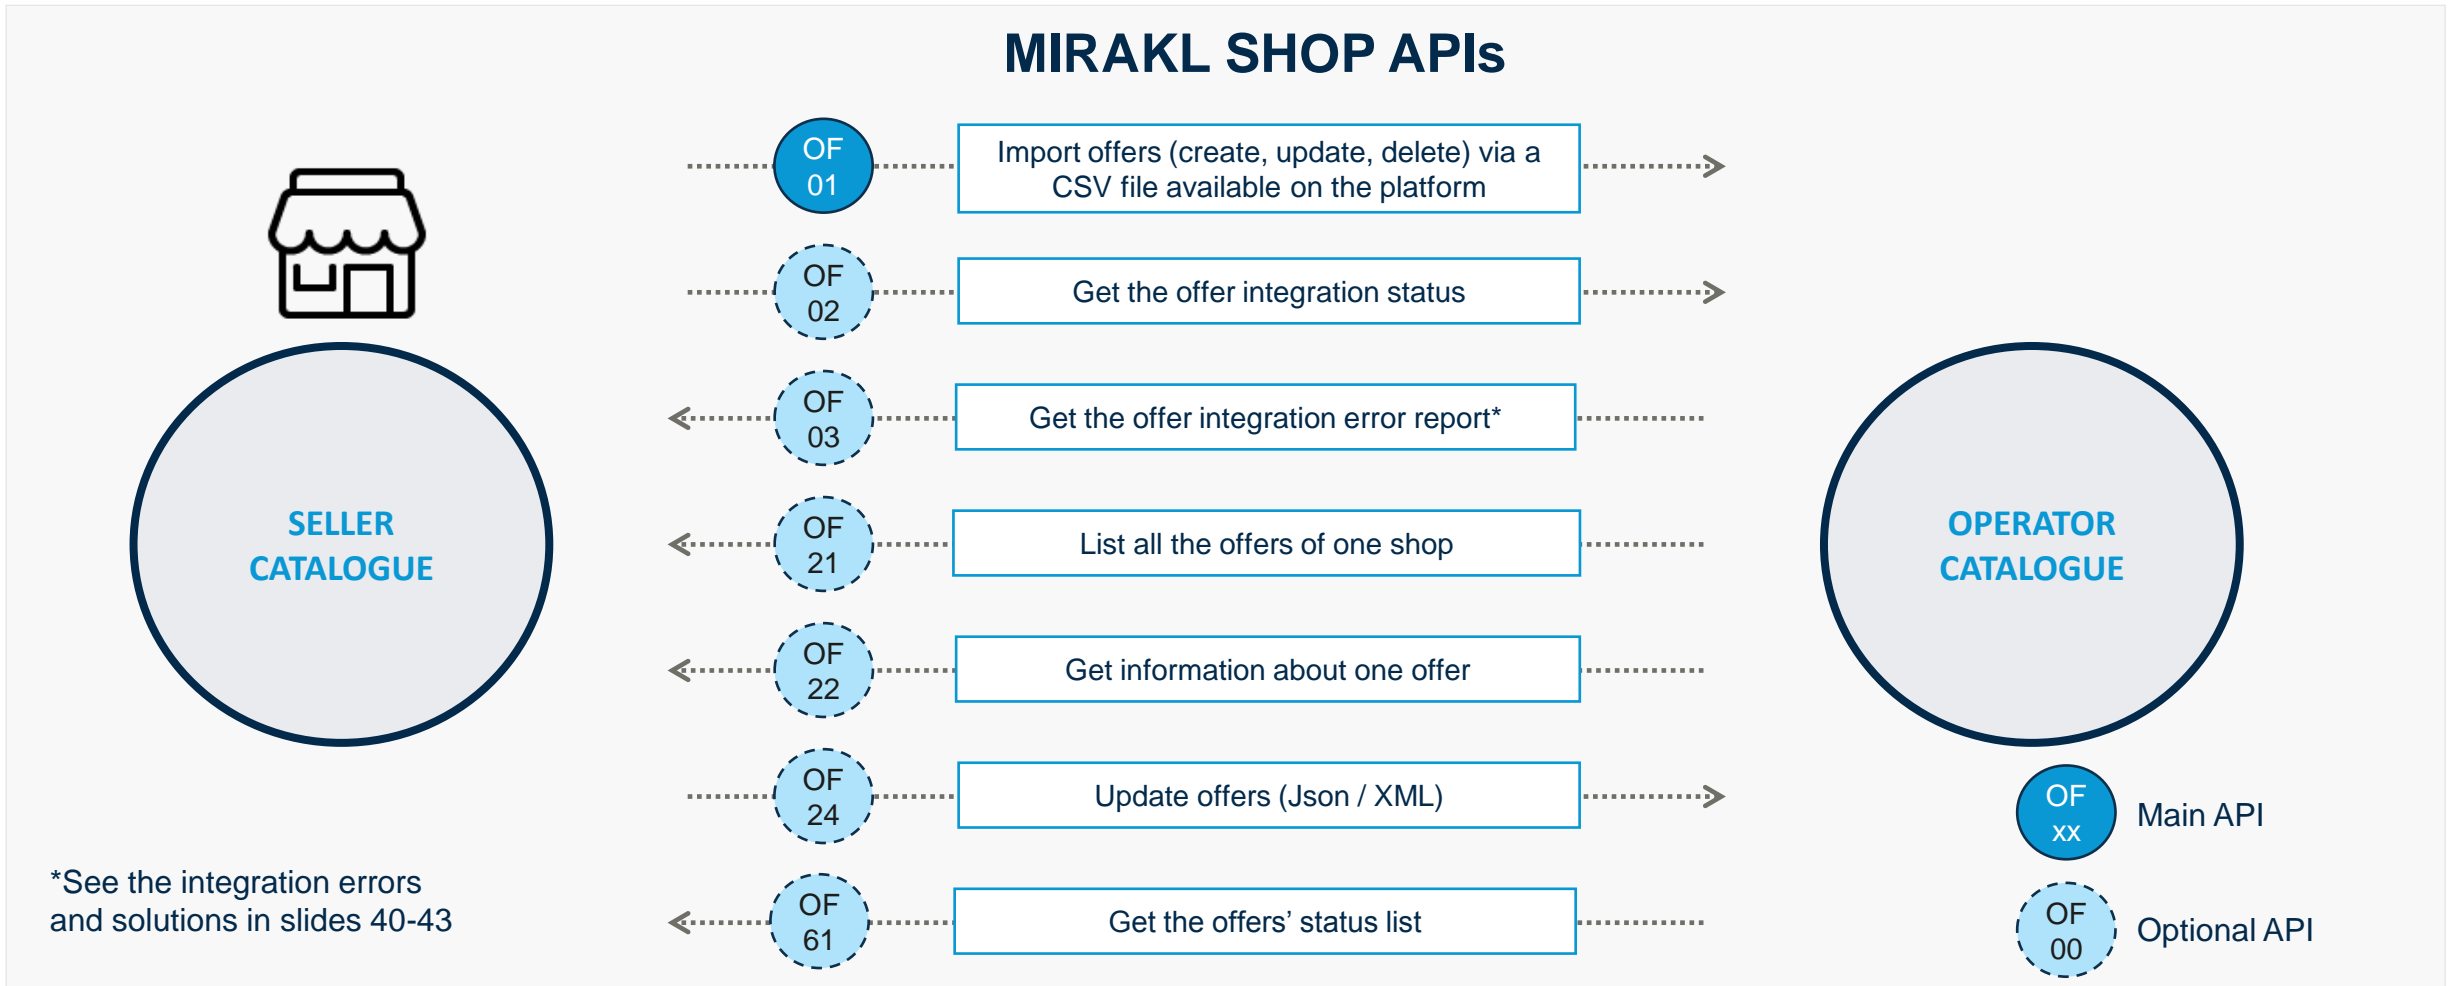 MIRAKL SHOP APIs
OF
01
Import offers (create, update, delete) via a
CSV file available on the platform
OF
02
Get the offer integration status
OF
03
Get the offer integration error report*
OF
21
List all the offers of one shop
OF
22
Get information about one offer
OF
24
Update offers (Json / XML)
OF
61
Get the offers’ status list
SELLER
CATALOGUE
OPERATOR
CATALOGUE
*See the integration errors
and solutions in slides 40-43
OF
xx
Main API
OF
00
Optional API